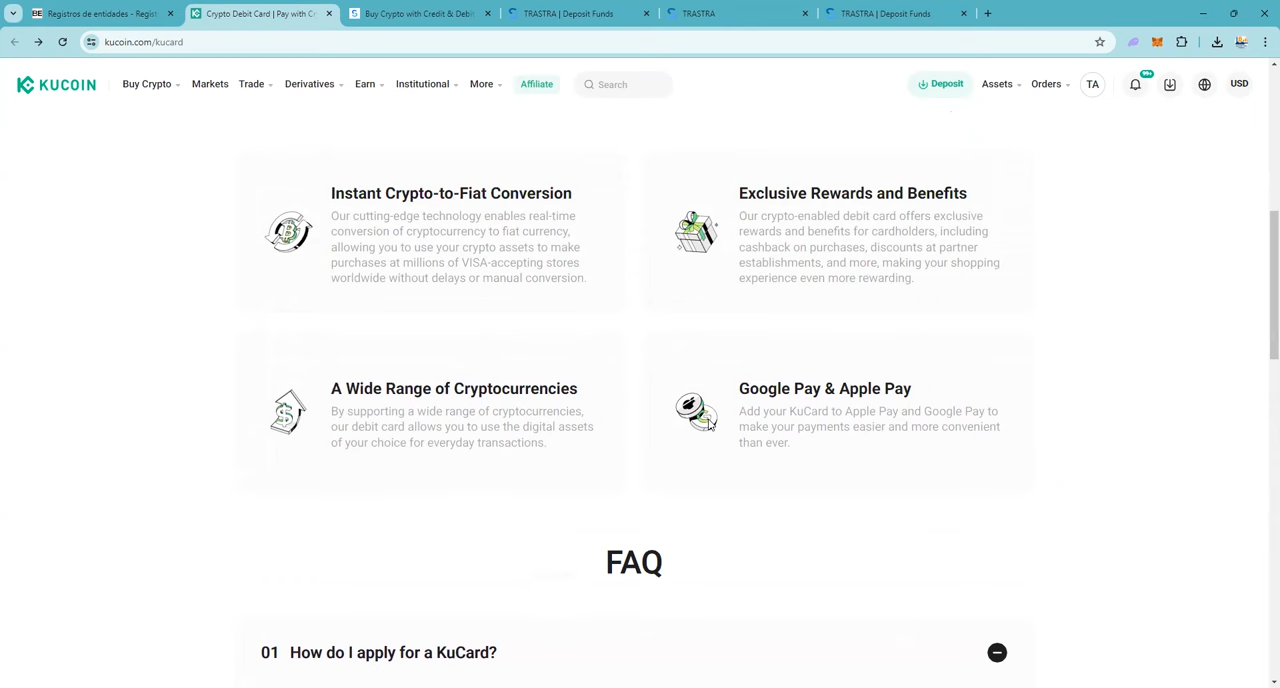 Registros de entidades - Regist
Crypto Debit Card | Pay with Cr
Buy Crypto with Credit & Debi
TRASTRA | Deposit Funds
TRASTRA
TRASTRA | Deposit Funds
kucoin.com/kucard
KUCOIN
Buy Crypto
Markets
Trade
Derivatives
Earn
Institutional
More
Affiliate
Search
Deposit
Assets
Orders
TA
99+
USD
Instant Crypto-to-Fiat Conversion
Our cutting-edge technology enables real-time
conversion of cryptocurrency to fiat currency,
allowing you to use your crypto assets to make
purchases at millions of VISA-accepting stores
worldwide without delays or manual conversion.
Exclusive Rewards and Benefits
Our crypto-enabled debit card offers exclusive
rewards and benefits for cardholders, including
cashback on purchases, discounts at partner
establishments, and more, making your shopping
experience even more rewarding.
A Wide Range of Cryptocurrencies
By supporting a wide range of cryptocurrencies,
our debit card allows you to use the digital assets
of your choice for everyday transactions.
Google Pay & Apple Pay
Add your KuCard to Apple Pay and Google Pay to
make your payments easier and more convenient
than ever.
FAQ
01 How do I apply for a KuCard?